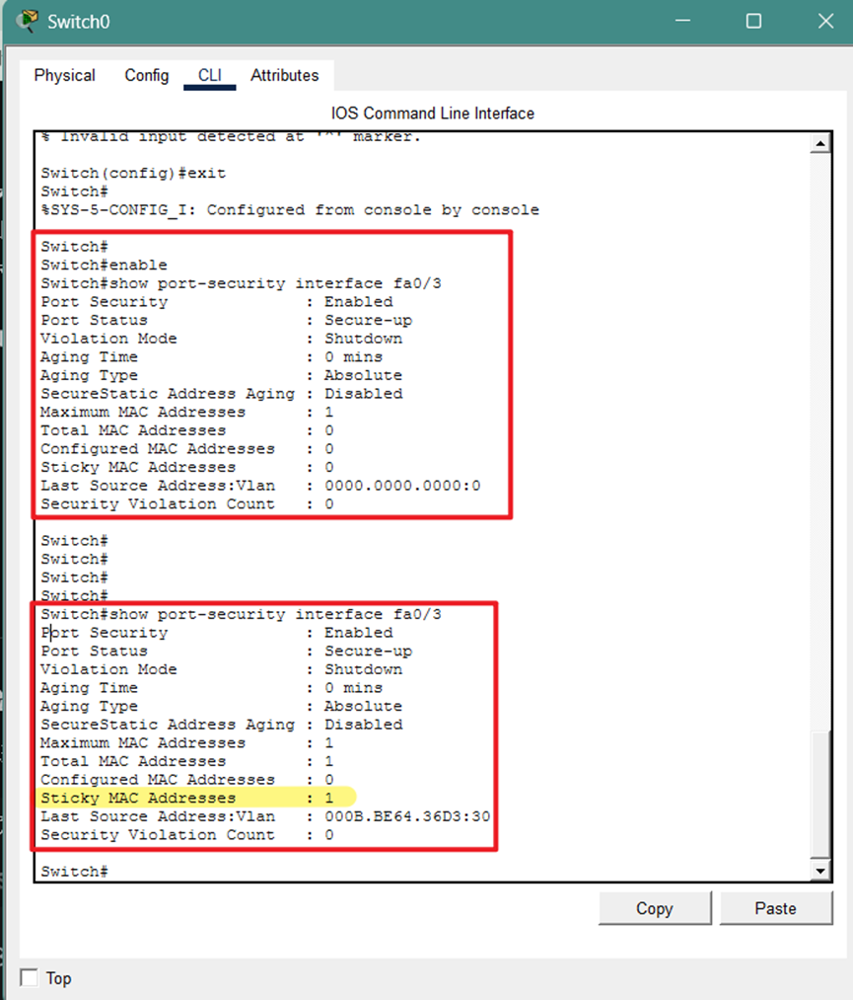 Switch0
Physical Config CLI Attributes
IOS Command Line Interface
% Invalid input detected at '^' marker.
Switch(config)#exit
Switch#
%SYS-5-CONFIG_I: Configured from console by console
Switch#
Switch#enable
Switch#show port-security interface fa0/3
Port Security : Enabled
Port Status : Secure-up
Violation Mode : Shutdown
Aging Time : 0 mins
Aging Type : Absolute
SecureStatic Address Aging : Disabled
Maximum MAC Addresses : 1
Total MAC Addresses : 0
Configured MAC Addresses : 0
Sticky MAC Addresses : 0
Last Source Address:Vlan : 0000.0000.0000:0
Security Violation Count : 0
Switch#
Switch#
Switch#
Switch#
Switch#show port-security interface fa0/3
Port Security : Enabled
Port Status : Secure-up
Violation Mode : Shutdown
Aging Time : 0 mins
Aging Type : Absolute
SecureStatic Address Aging : Disabled
Maximum MAC Addresses : 1
Total MAC Addresses : 1
Configured MAC Addresses : 0
Sticky MAC Addresses : 1
Last Source Address:Vlan : 000B.BE64.36D3:30
Security Violation Count : 0
Switch#
Copy Paste
Top